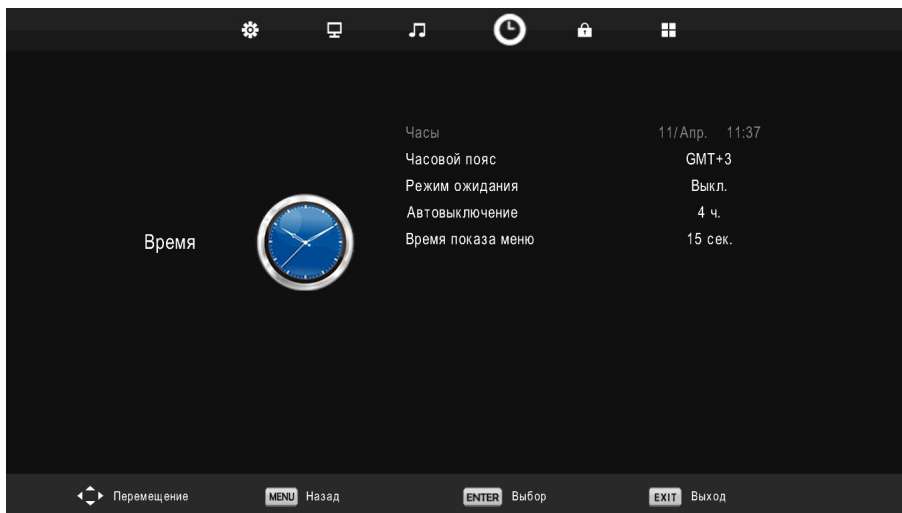 Часы 11/Апр. 11:37
Часовой пояс GMT+3
Режим ожидания Выкл.
Автовыключение 4 ч.
Время показа меню 15 сек.
Время
Перемещение MENU Назад ENTER Выбор EXIT Выход